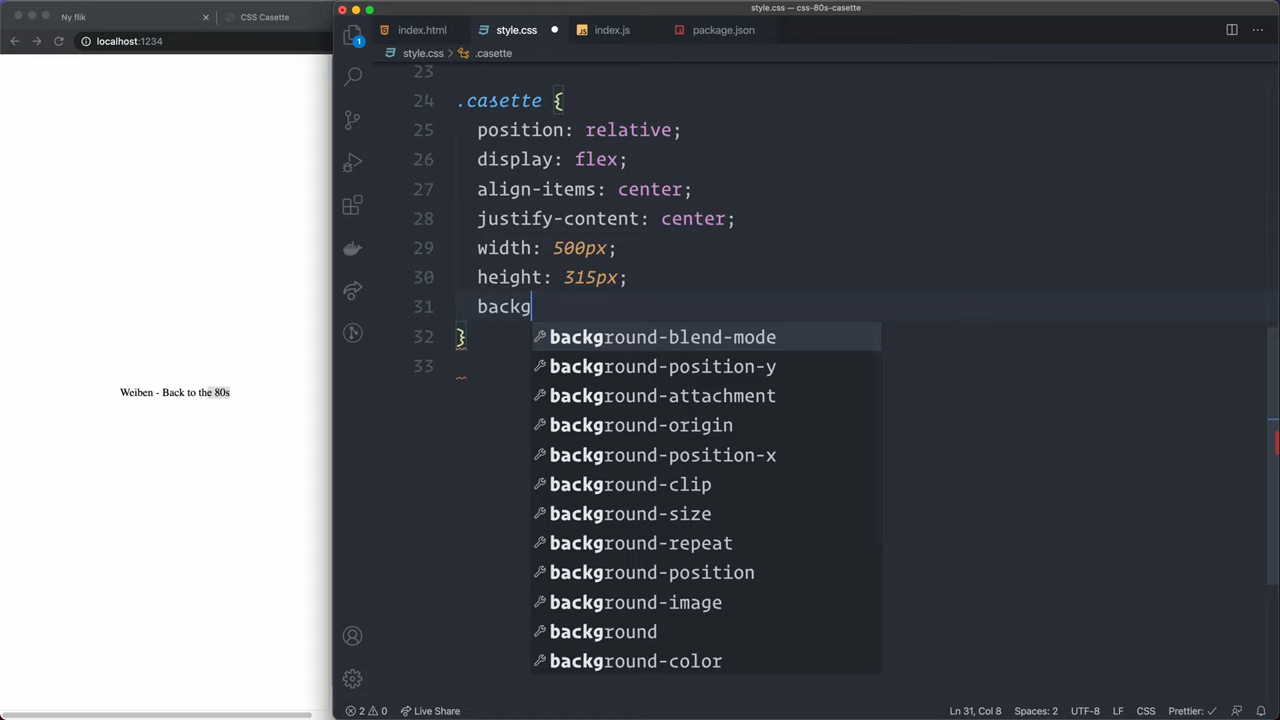 style.css — css-80s-casette
Ny flik
CSS Casette
index.html
style.css
index.js
package.json
localhost:1234
style.css
.casette
1
23
24 .casette {
25 position: relative;
26 display: flex;
27 align-items: center;
28 justify-content: center;
29 width: 500px;
30 height: 315px;
31 backg
32 }
33
background-blend-mode
background-position-y
background-attachment
background-origin
background-position-x
background-clip
background-size
background-repeat
background-position
background-image
background
background-color
Weiben - Back to the 80s
2 0 Live Share
Ln 31, Col 8 Spaces: 2 UTF-8 LF CSS Prettier: